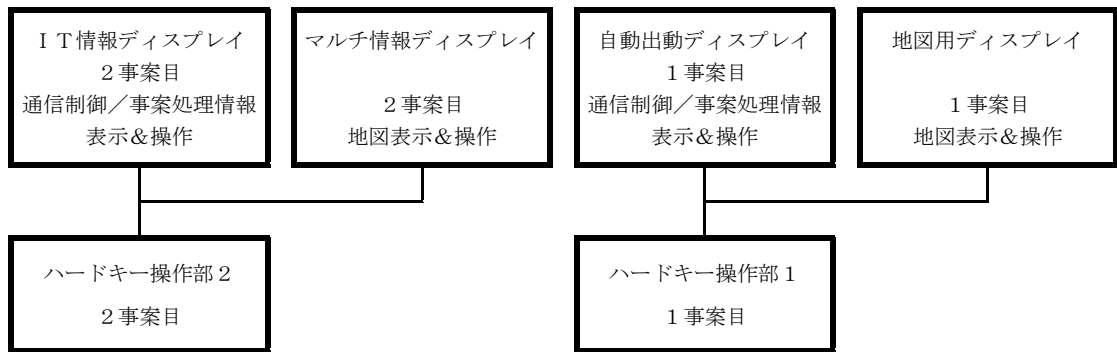 ＩＴ情報ディスプレイ
２事案目
通信制御／事案処理情報
表示＆操作
マルチ情報ディスプレイ
２事案目
地図表示＆操作
自動出動ディスプレイ
１事案目
通信制御／事案処理情報
表示＆操作
地図用ディスプレイ
１事案目
地図表示＆操作
ハードキー操作部２
２事案目
ハードキー操作部１
１事案目